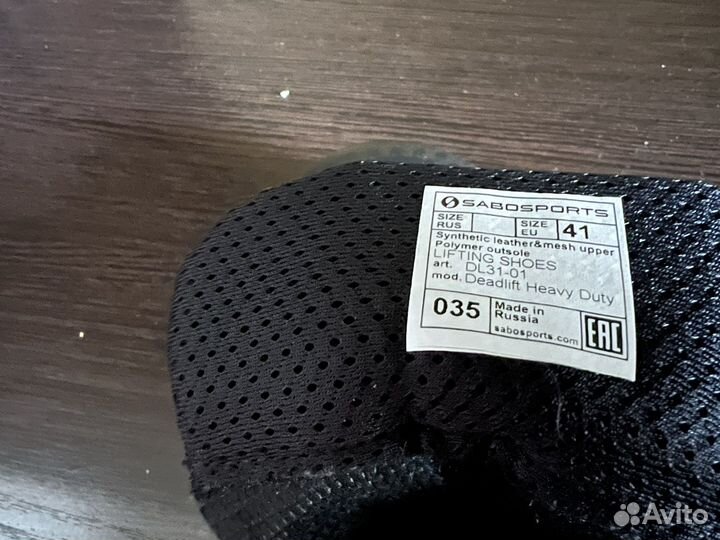 SABOSPORTS
SIZE RUS SIZE EU 41
Synthetic leather&mesh upper
Polymer outsole
LIFTING SHOES
art. DL31-01
mod. Deadlift Heavy Duty
035 Made in Russia
sabosports.com
EAC
Avito